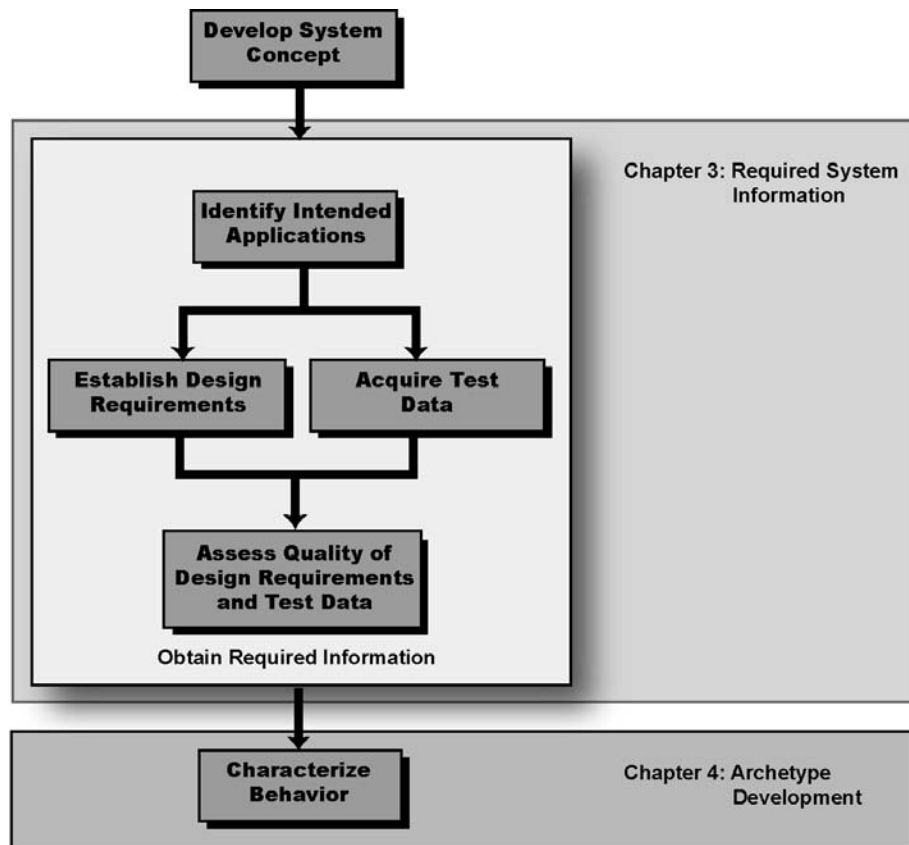 Develop System
Concept
Chapter 3: Required System
Information
Identify Intended
Applications
Establish Design
Requirements
Acquire Test
Data
Assess Quality of
Design Requirements
and Test Data
Obtain Required Information
Characterize
Behavior
Chapter 4: Archetype
Development